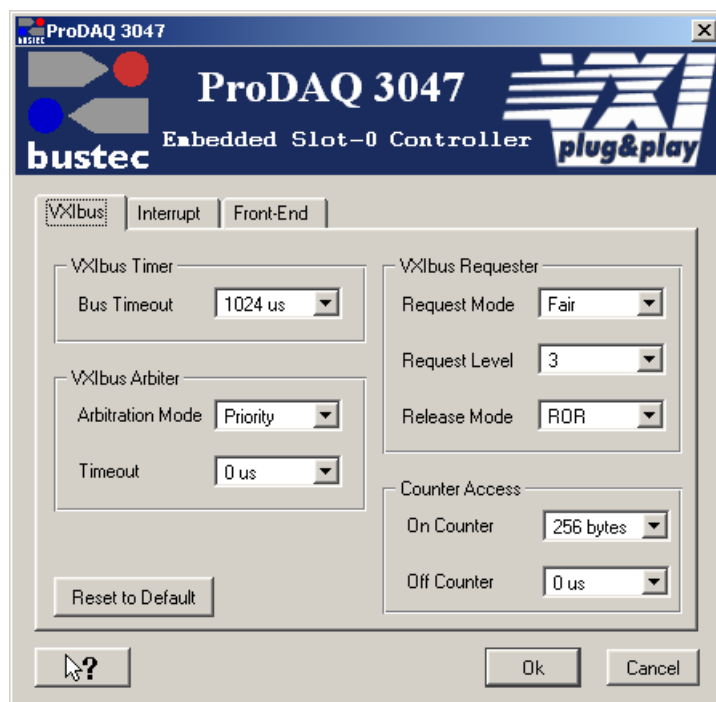 ProDAQ 3047
bustec
ProDAQ 3047
Embedded Slot-0 Controller
bustec
VXI
plug&play
VXIbus
Interrupt
Front-End
VXIbus Timer
Bus Timeout
1024 us
VXIbus Arbiter
Arbitration Mode
Priority
Timeout
0 us
Reset to Default
VXIbus Requester
Request Mode
Fair
Request Level
3
Release Mode
ROR
Counter Access
On Counter
256 bytes
Off Counter
0 us
?
Ok
Cancel